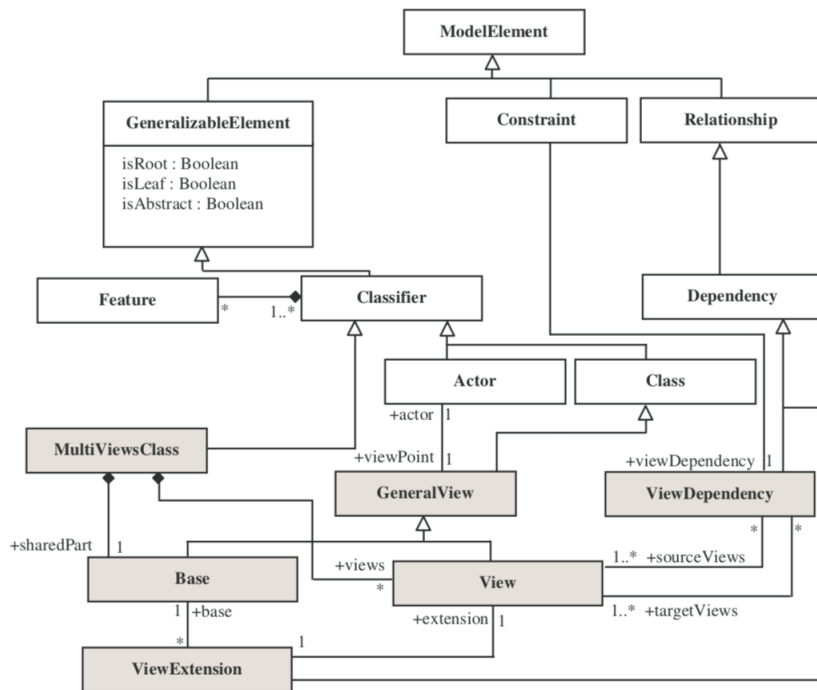 ModelElement
GeneralizableElement
Constraint
Relationship
isRoot : Boolean
isLeaf : Boolean
isAbstract : Boolean
Feature
*
1..*
Classifier
Dependency
Actor
Class
+actor
1
+viewPoint
1
MultiViewsClass
GeneralView
+viewDependency
1
ViewDependency
*
*
+sharedPart
1
Base
+views
*
View
1..* +sourceViews
1..* +targetViews
1
+base
+extension
1
*
1
ViewExtension